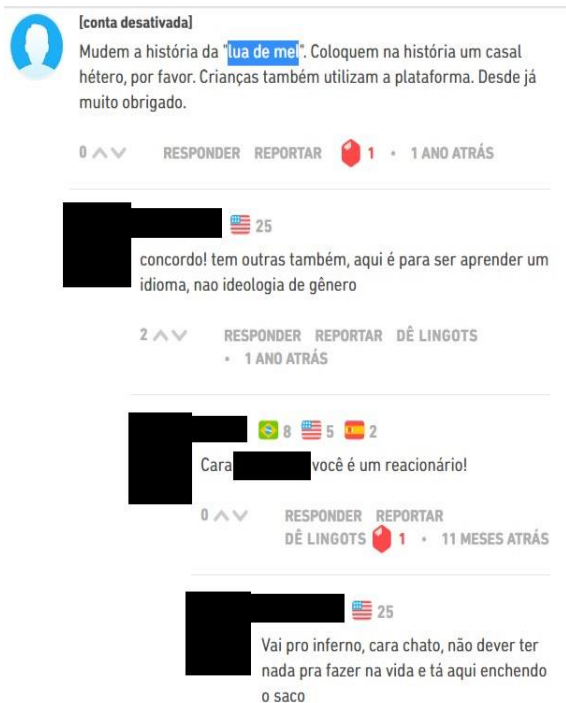 [conta desativada]
Mudem a história da "lua de mel". Coloquem na história um casal
hétero, por favor. Crianças também utilizam a plataforma. Desde já
muito obrigado.
0 RESPONDER REPORTAR 1 • 1 ANO ATRÁS
25
concordo! tem outras também, aqui é para ser aprender um
idioma, nao ideologia de gênero
2 RESPONDER REPORTAR DÊ LINGOTS
• 1 ANO ATRÁS
8 5 2
Cara você é um reacionário!
0 RESPONDER REPORTAR
DÊ LINGOTS 1 • 11 MESES ATRÁS
25
Vai pro inferno, cara chato, não dever ter
nada pra fazer na vida e tá aqui enchendo
o saco